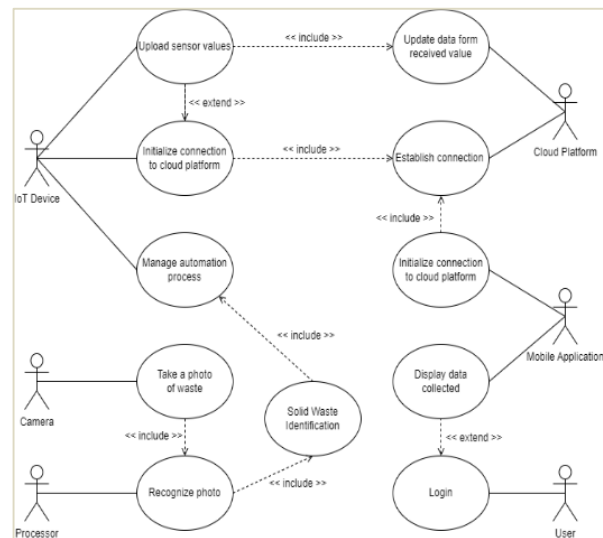 Upload sensor values
<< include >>
Update data form
received value
<< extend >>
Initialize connection
to cloud platform
<< include >>
Establish connection
IoT Device
Cloud Platform
<< include >>
Manage automation
process
Initialize connection
to cloud platform
<< include >>
Mobile Application
Take a photo
of waste
Display data
collected
Camera
Solid Waste
Identification
<< include >>
<< extend >>
Recognize photo
<< include >>
Login
Processor
User